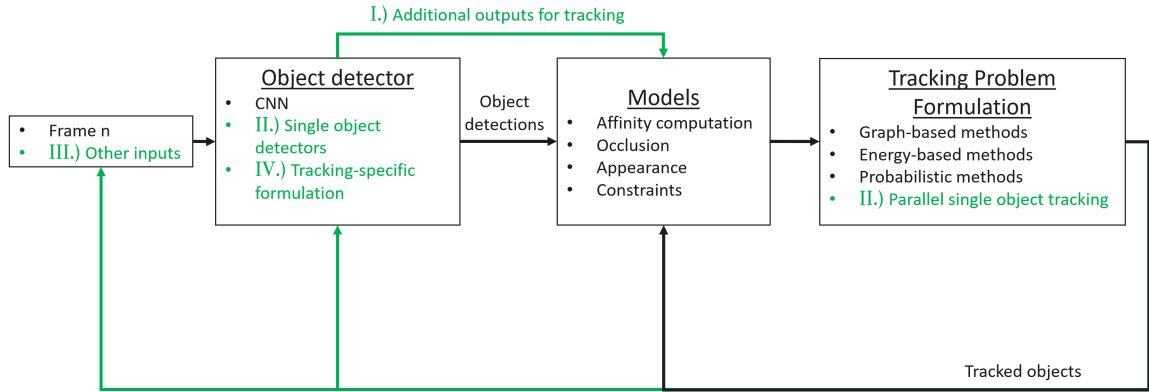 I.) Additional outputs for tracking
• Frame n
• III.) Other inputs
Object detector
• CNN
• II.) Single object
detectors
• IV.) Tracking-specific
formulation
Object
detections
Models
• Affinity computation
• Occlusion
• Appearance
• Constraints
Tracking Problem
Formulation
• Graph-based methods
• Energy-based methods
• Probabilistic methods
• II.) Parallel single object tracking
Tracked objects